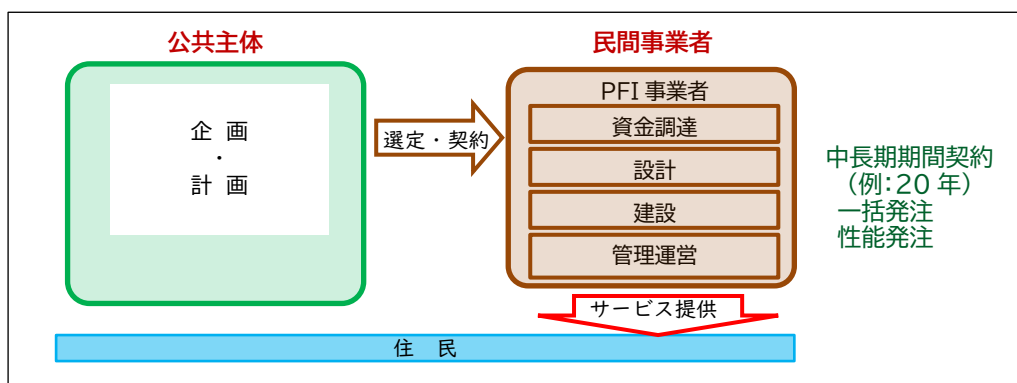 公共主体
民間事業者
企 画
・
計 画
選定・契約
PFI 事業者
資金調達
設計
建設
管理運営
中長期期間契約
(例:20 年)
一括発注
性能発注
サービス提供
住 民